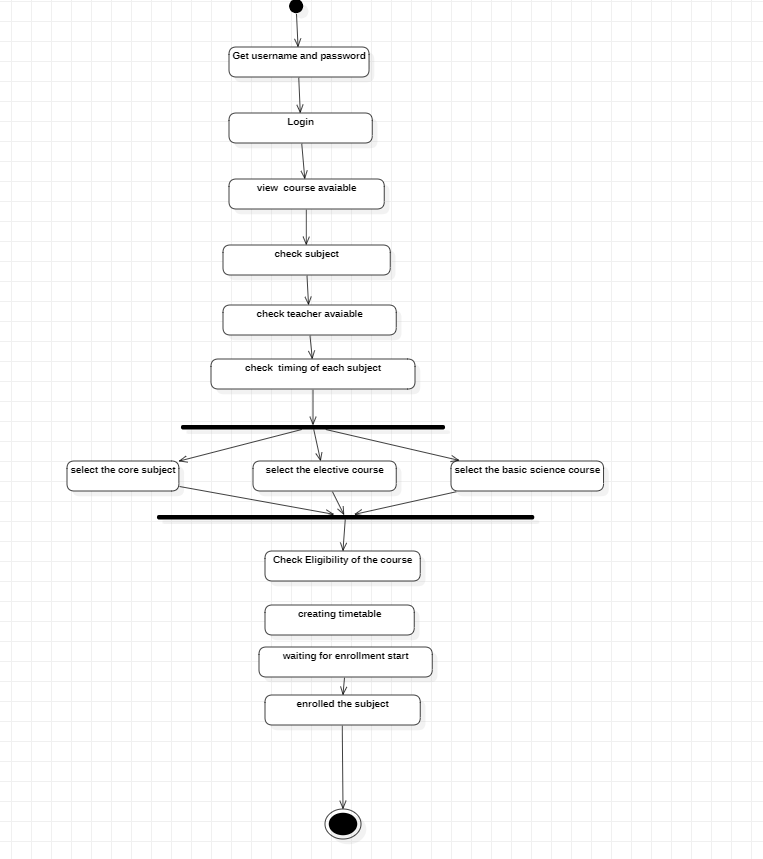 Get username and password
Login
view  course avaiable
check subject
check teacher avaiable
check  timing of each subject
select the core subject
select the elective course
select the basic science course
Check Eligibility of the course
creating timetable
waiting for enrollment start
enrolled the subject